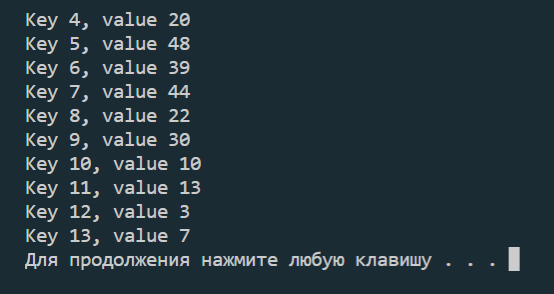 Key 4, value 20
Key 5, value 48
Key 6, value 39
Key 7, value 44
Key 8, value 22
Key 9, value 30
Key 10, value 10
Key 11, value 13
Key 12, value 3
Key 13, value 7
Для продолжения нажмите любую клавишу . . .